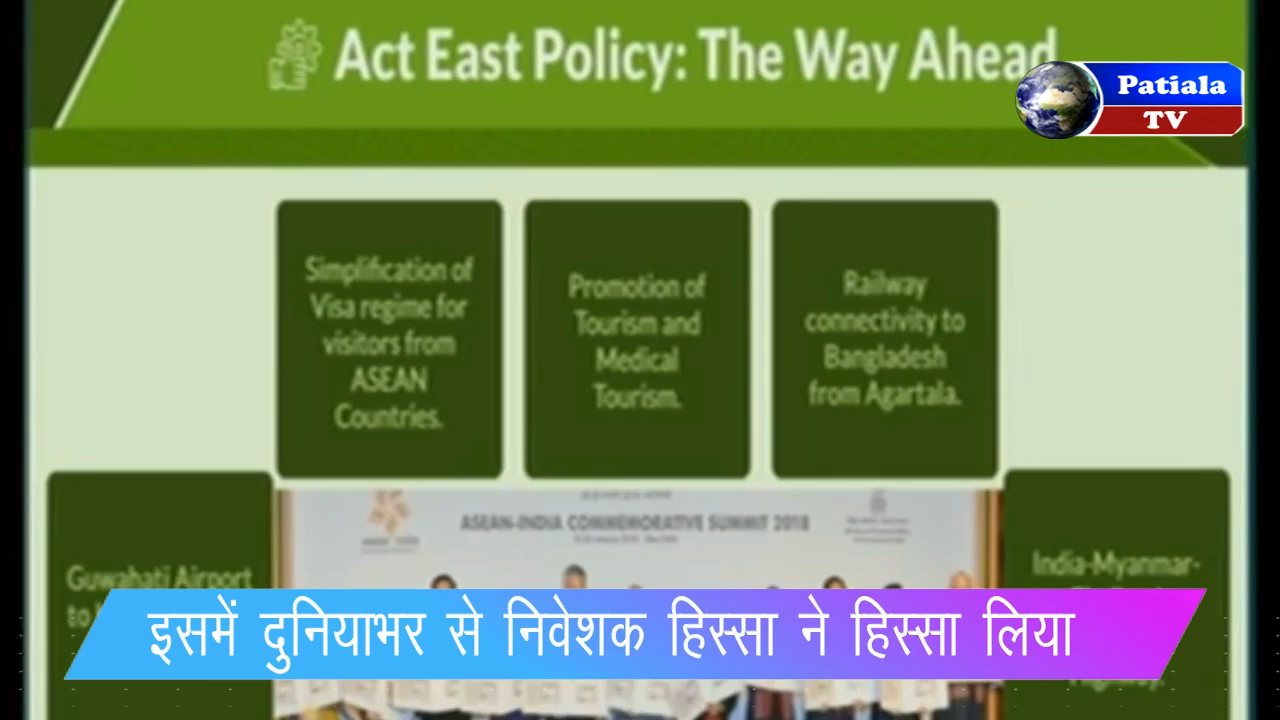 Act East Policy: The Way Ahead
Patiala
TV
Simplification of
Visa regime for
visitors from
ASEAN
Countries.
Promotion of
Tourism and
Medical
Tourism.
Railway
connectivity to
Bangladesh
from Agartala.
ASEAN-INDIA COMMEMORATIVE SUMMIT 2018
Guwahati Airport
to
India-Myanmar-
इसमें दुनियाभर से निवेशक हिस्सा ने हिस्सा लिया